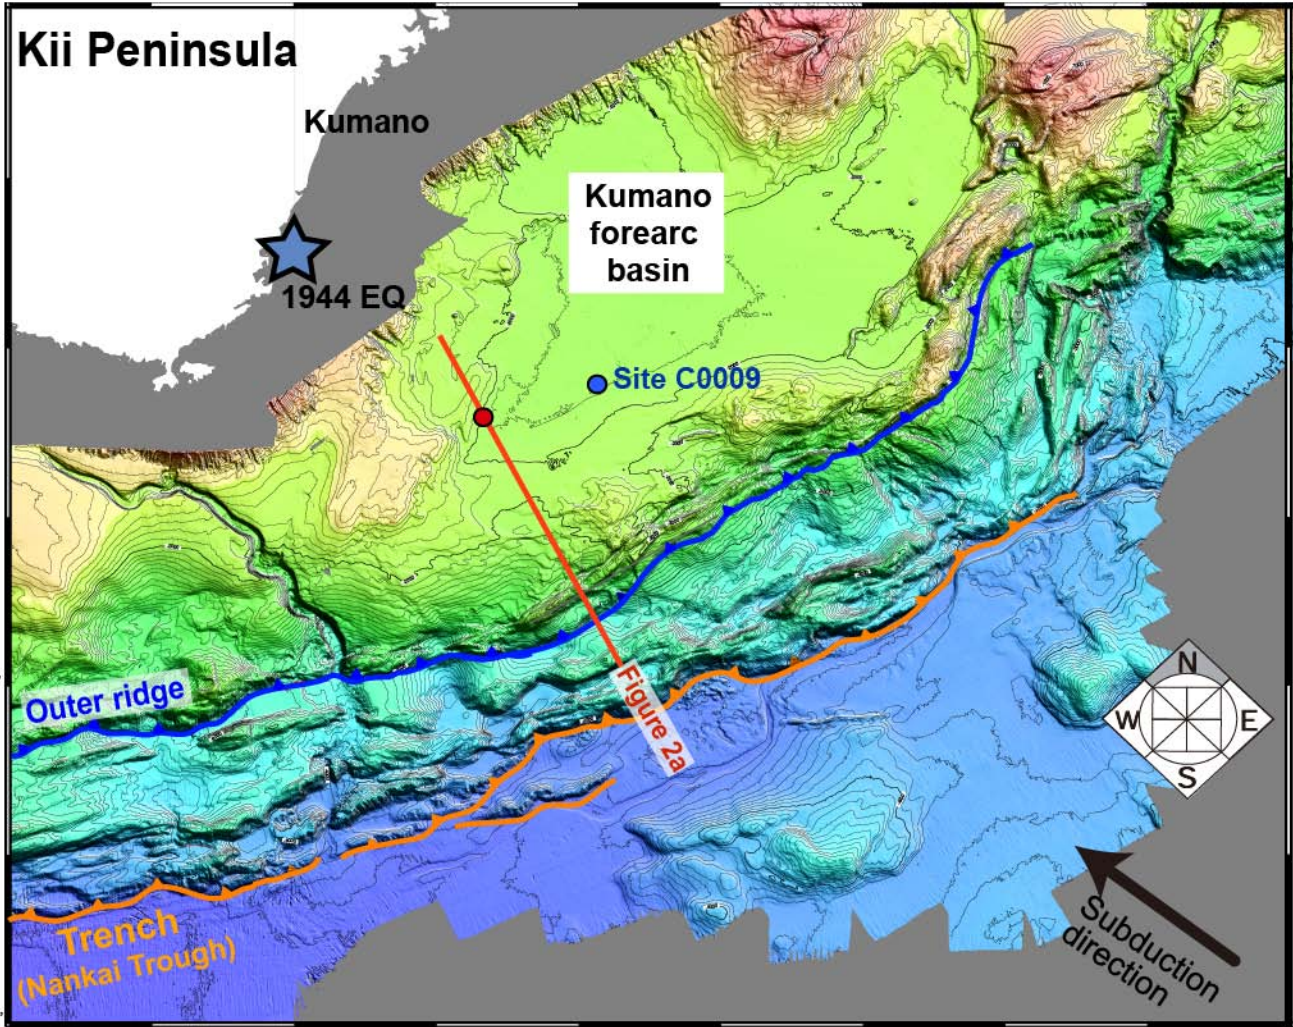 Kii Peninsula
Kumano
Kumano
forearc
basin
1944 EQ
Site C0009
Outer ridge
Figure 2a
N
W
E
S
Trench
(Nankai Trough)
Subduction
direction